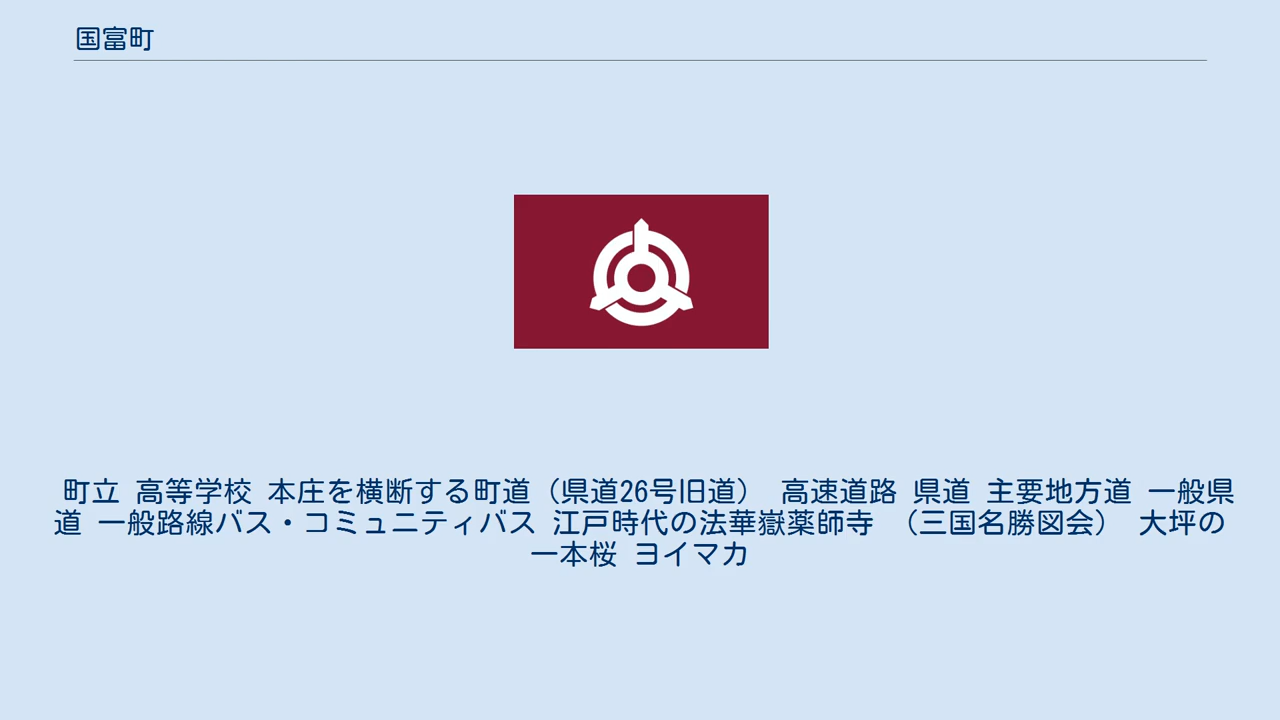 国富町
町立 高等学校 本庄を横断する町道（県道26号旧道） 高速道路 県道 主要地方道 一般県
道 一般路線バス・コミュニティバス 江戸時代の法華嶽薬師寺 （三国名勝図会） 大坪の
一本桜 ヨイマカ